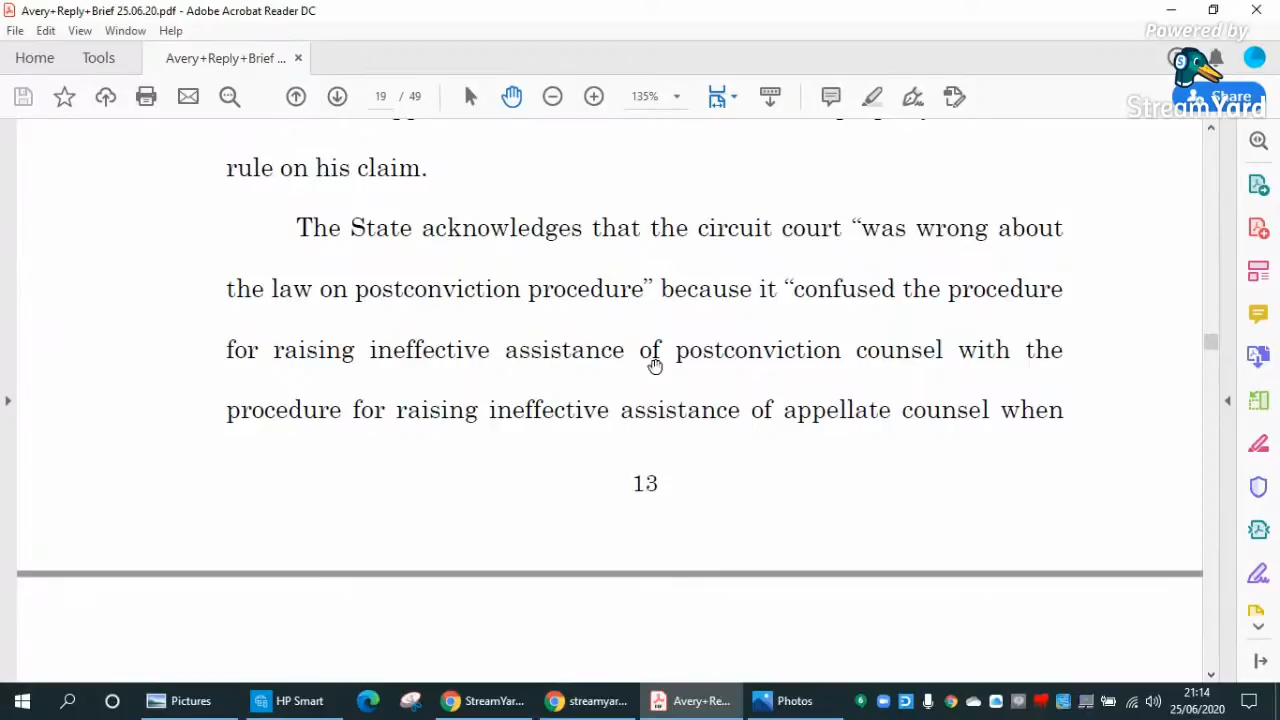 Avery+Reply+Brief 25.06.20.pdf - Adobe Acrobat Reader DC
File Edit View Window Help
Powered by
Home Tools Avery+Reply+Brief ... ×
19 / 49 135% Share
StreamYard
rule on his claim.
The State acknowledges that the circuit court “was wrong about
the law on postconviction procedure” because it “confused the procedure
for raising ineffective assistance of postconviction counsel with the
procedure for raising ineffective assistance of appellate counsel when
13
Pictures HP Smart StreamYar... streamyar... Avery+Re... Photos 21:14
25/06/2020